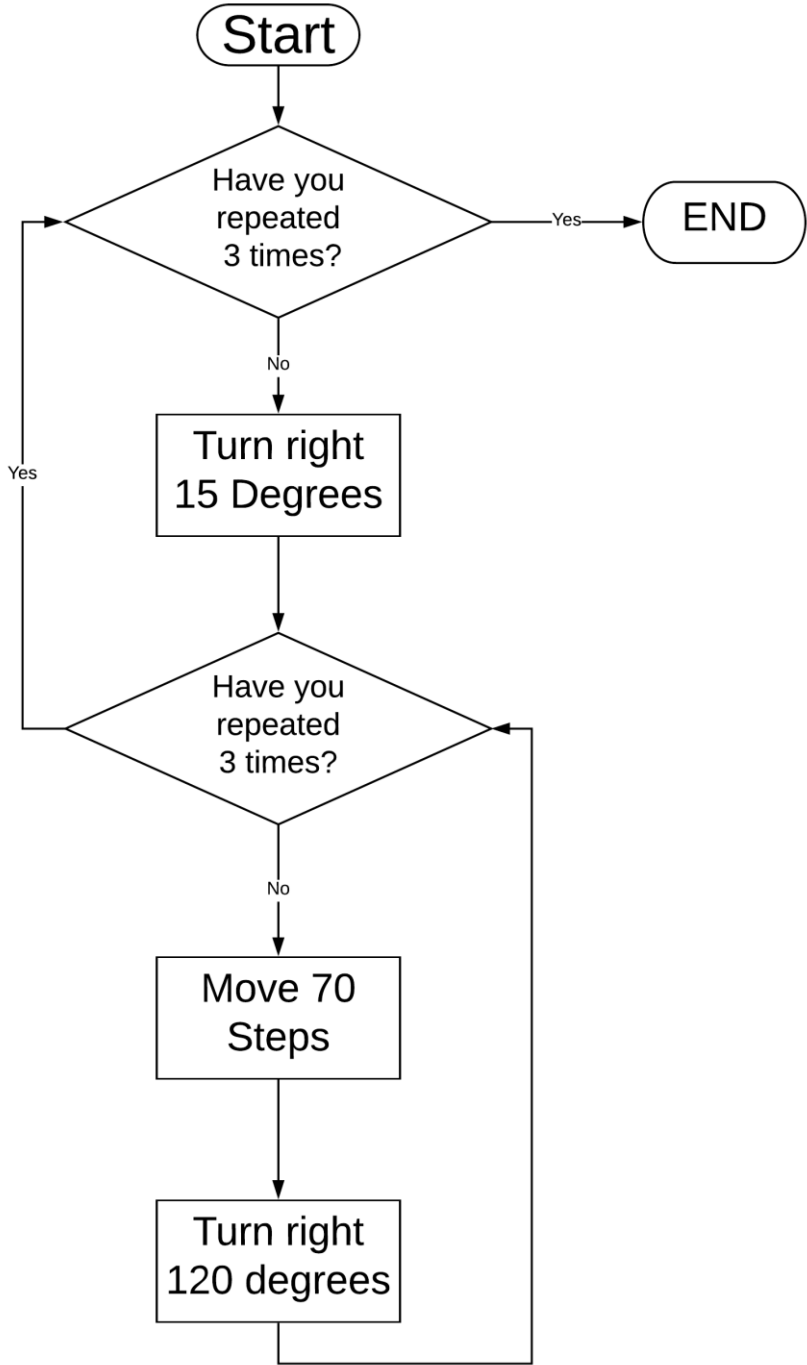 Start
Have you
repeated
3 times?
Yes
END
No
Turn right
15 Degrees
Yes
Have you
repeated
3 times?
No
Move 70
Steps
Turn right
120 degrees